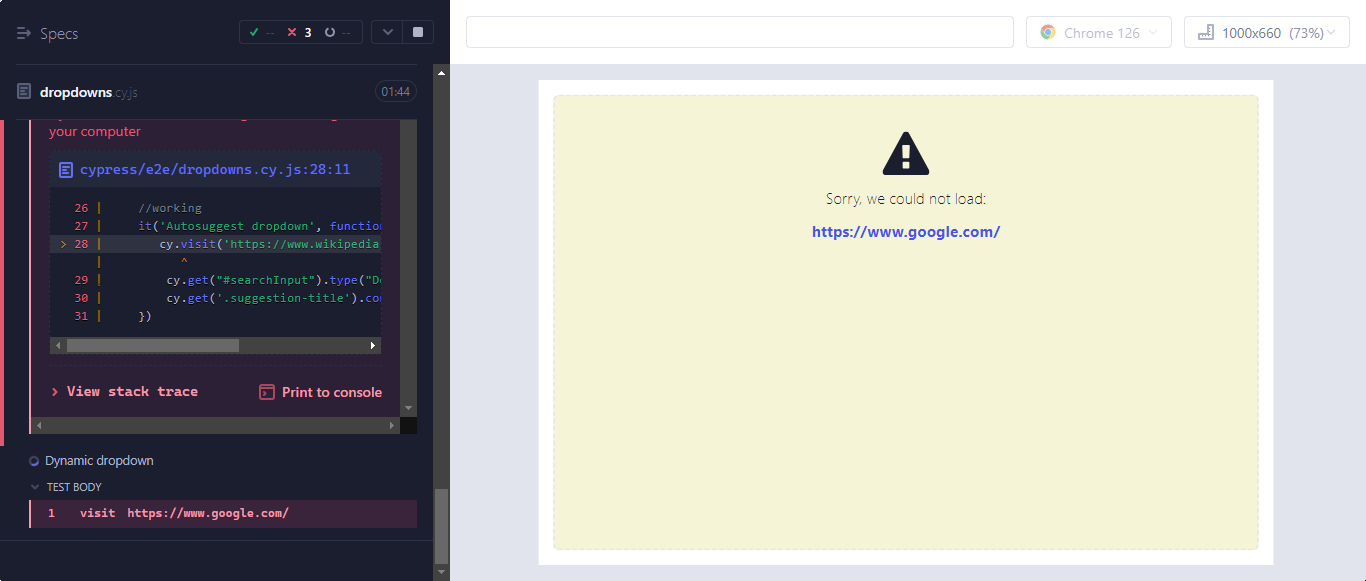 Specs
-- 3 --
dropdowns.cy.js 01:44
your computer
cypress/e2e/dropdowns.cy.js:28:11
26 | //working
27 | it('Autosuggest dropdown', function
> 28 | cy.visit('https://www.wikipedia
| ^
29 | cy.get("#searchInput").type("De
30 | cy.get('.suggestion-title').con
31 | })
> View stack trace Print to console
Dynamic dropdown
TEST BODY
1 visit https://www.google.com/
Chrome 126 1000x660 (73%)
Sorry, we could not load:
https://www.google.com/